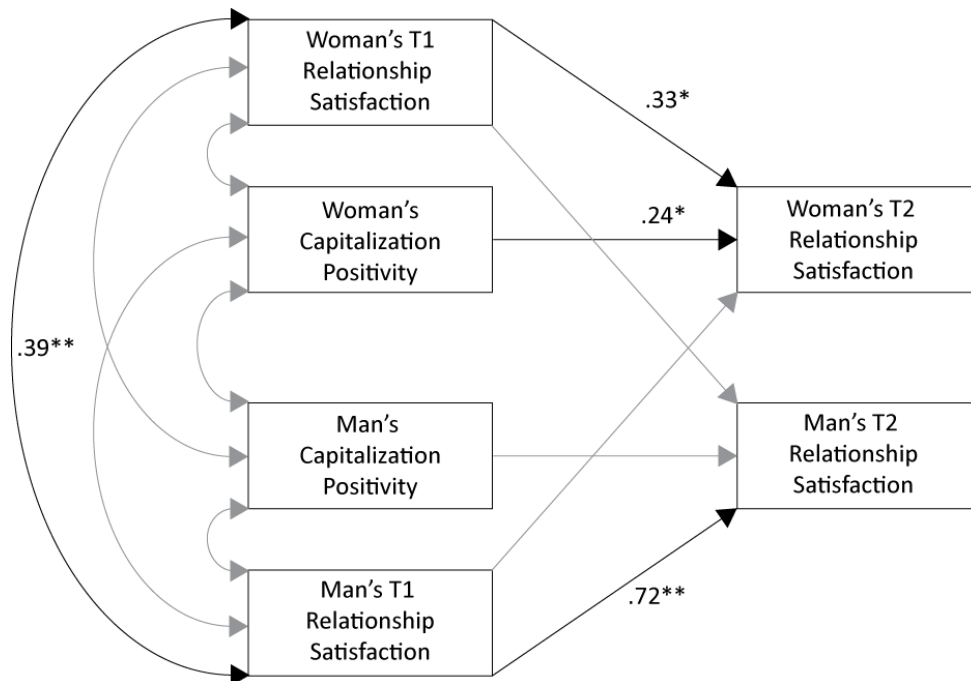 Woman’s T1
Relationship
Satisfaction
.33*
Woman’s
Capitalization
Positivity
.24*
Woman’s T2
Relationship
Satisfaction
.39**
Man’s
Capitalization
Positivity
Man’s T2
Relationship
Satisfaction
Man’s T1
Relationship
Satisfaction
.72**